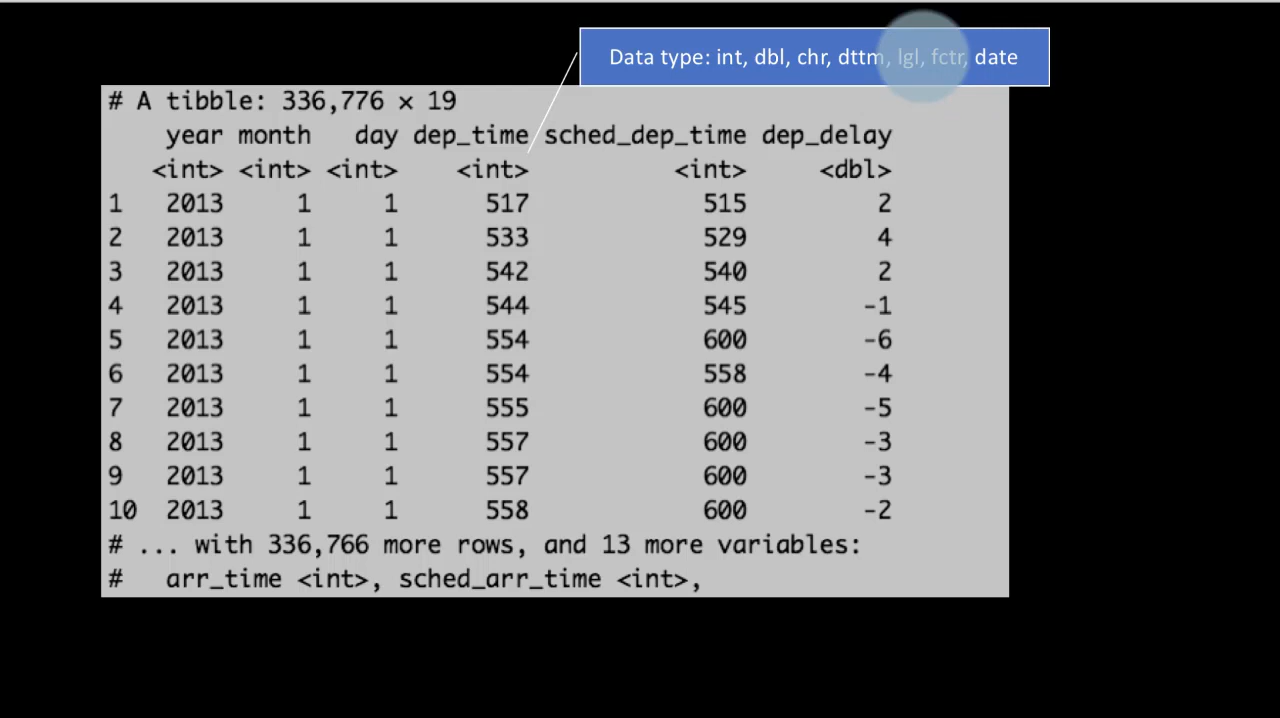 Data type: int, dbl, chr, dttm, lgl, fctr, date
# A tibble: 336,776 × 19
year month day dep_time sched_dep_time dep_delay
<int> <int> <int> <int> <int> <dbl>
1 2013 1 1 517 515 2
2 2013 1 1 533 529 4
3 2013 1 1 542 540 2
4 2013 1 1 544 545 -1
5 2013 1 1 554 600 -6
6 2013 1 1 554 558 -4
7 2013 1 1 555 600 -5
8 2013 1 1 557 600 -3
9 2013 1 1 557 600 -3
10 2013 1 1 558 600 -2
# ... with 336,766 more rows, and 13 more variables:
# arr_time <int>, sched_arr_time <int>,